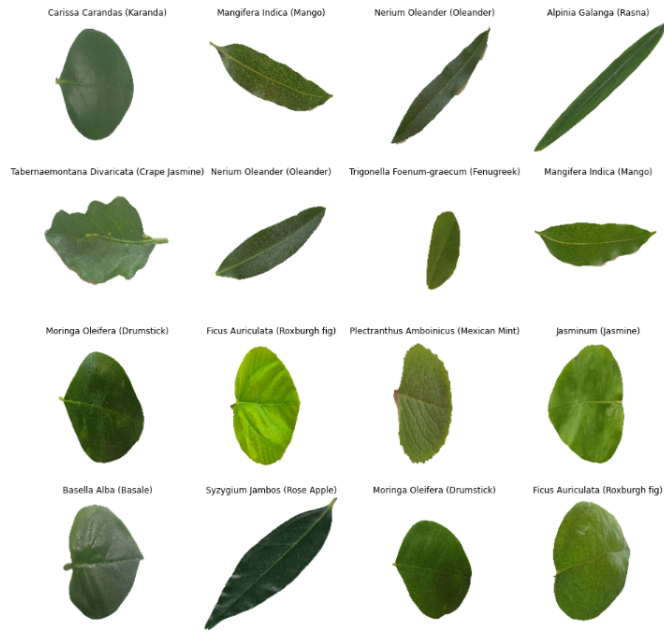 Carissa Carandas (Karanda)
Mangifera Indica (Mango)
Nerium Oleander (Oleander)
Alpinia Galanga (Rasna)
Tabernaemontana Divaricata (Crape Jasmine)
Nerium Oleander (Oleander)
Trigonella Foenum-graecum (Fenugreek)
Mangifera Indica (Mango)
Moringa Oleifera (Drumstick)
Ficus Auriculata (Roxburgh fig)
Plectranthus Amboinicus (Mexican Mint)
Jasminum (Jasmine)
Basella Alba (Basale)
Syzygium Jambos (Rose Apple)
Moringa Oleifera (Drumstick)
Ficus Auriculata (Roxburgh fig)